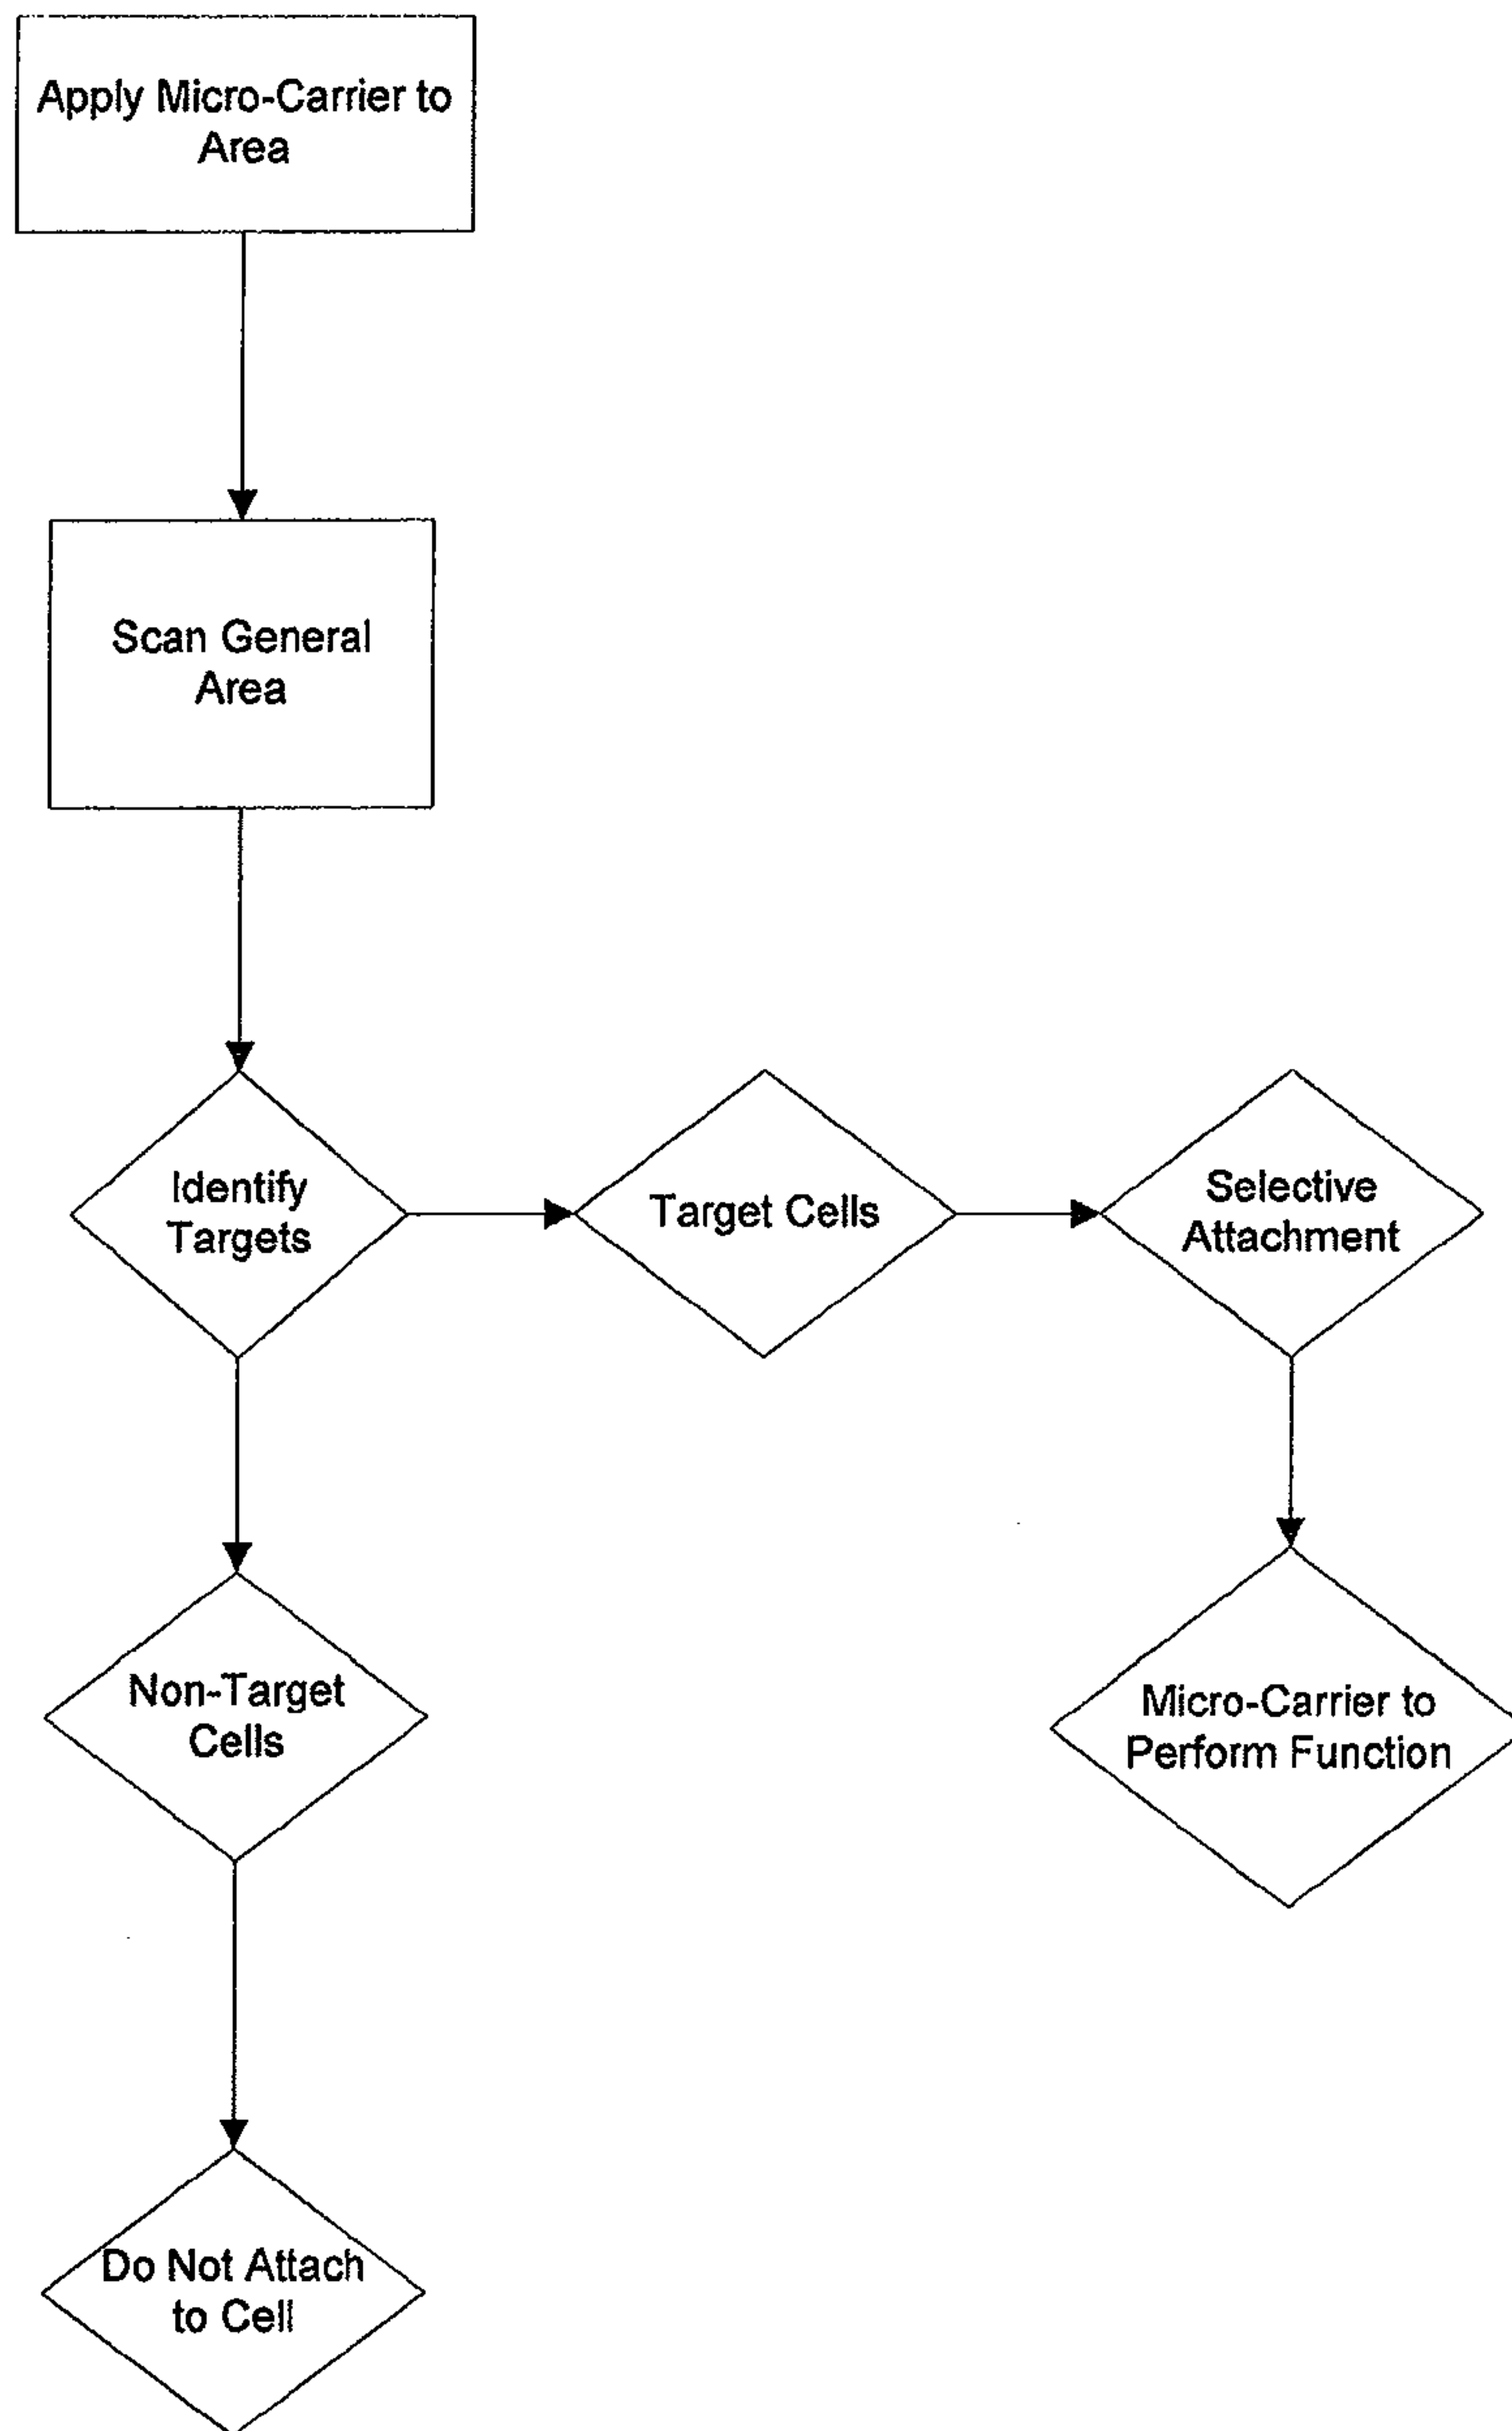 Apply Micro-Carrier to
Area
Scan General
Area
Identify
Targets
Target Cells
Selective
Attachment
Non-Target
Cells
Micro-Carrier to
Perform Function
Do Not Attach
to Cell